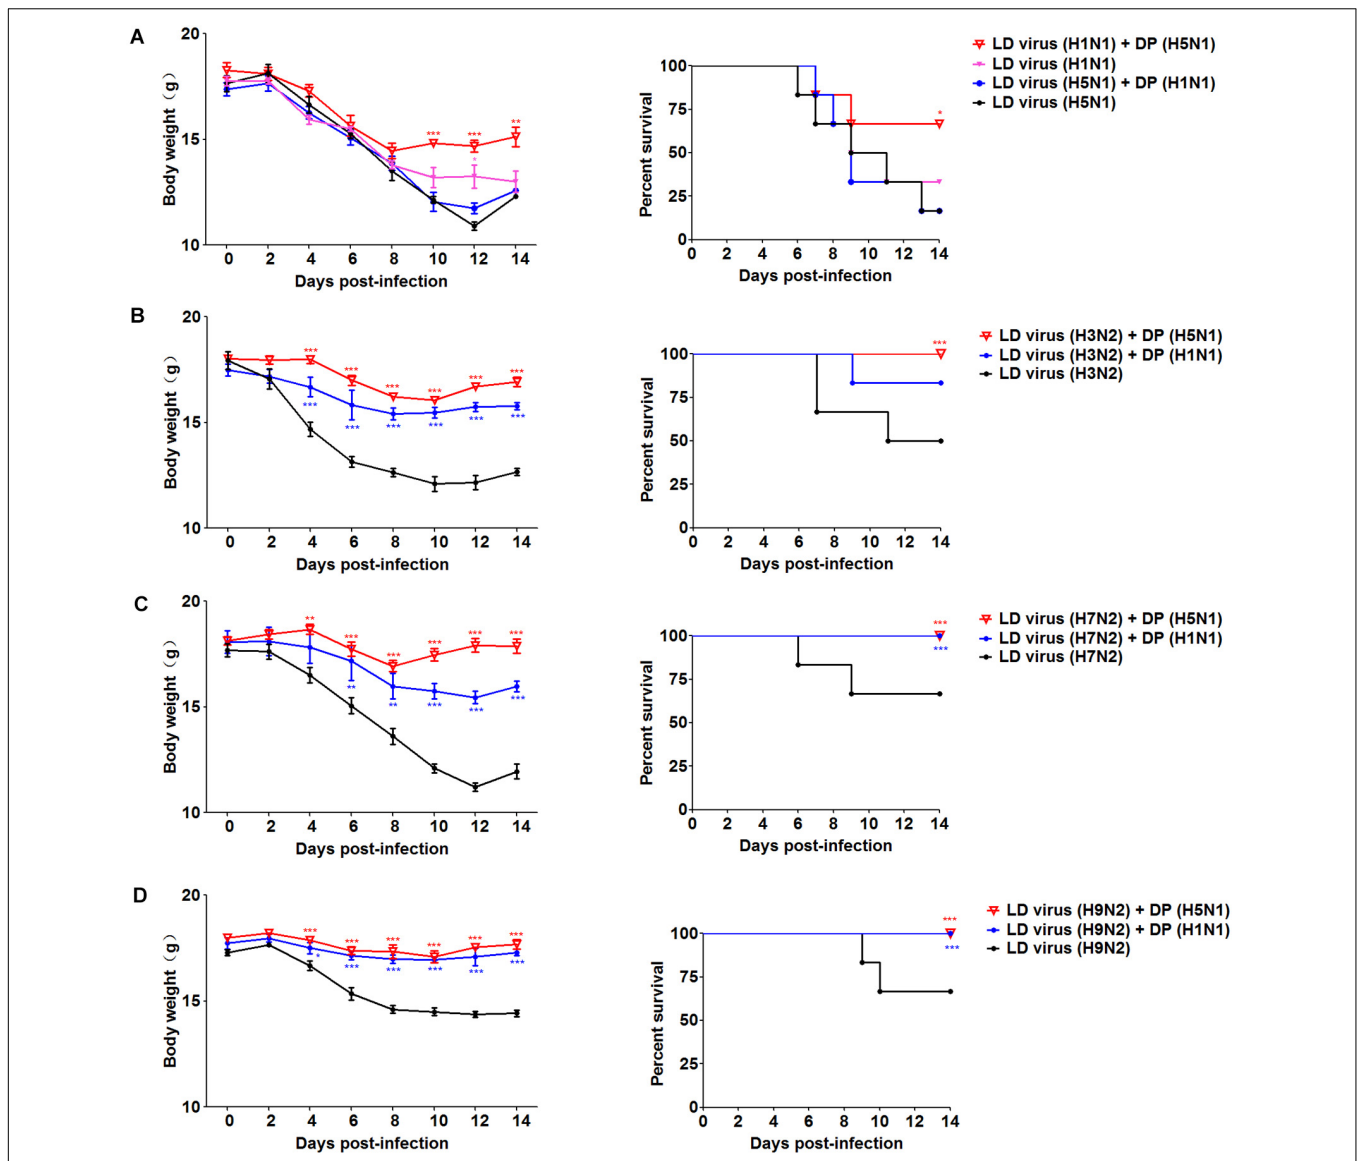 A
20
15
10
Body weight（g）
0 2 4 6 8 10 12 14
Days post-infection
*** *** **
*
100
75
50
25
0
Percent survival
0 2 4 6 8 10 12 14
Days post-infection
*
LD virus (H1N1) + DP (H5N1)
LD virus (H1N1)
LD virus (H5N1) + DP (H1N1)
LD virus (H5N1)
B
20
15
10
Body weight（g）
0 2 4 6 8 10 12 14
Days post-infection
*** *** *** *** *** ***
*** *** *** *** *** ***
100
75
50
25
0
Percent survival
0 2 4 6 8 10 12 14
Days post-infection
***
LD virus (H3N2) + DP (H5N1)
LD virus (H3N2) + DP (H1N1)
LD virus (H3N2)
C
20
15
10
Body weight（g）
0 2 4 6 8 10 12 14
Days post-infection
** *** *** *** *** ***
** ** *** *** ***
100
75
50
25
0
Percent survival
0 2 4 6 8 10 12 14
Days post-infection
***
***
LD virus (H7N2) + DP (H5N1)
LD virus (H7N2) + DP (H1N1)
LD virus (H7N2)
D
20
15
10
Body weight（g）
0 2 4 6 8 10 12 14
Days post-infection
*** *** *** *** *** ***
* *** *** *** *** ***
100
75
50
25
0
Percent survival
0 2 4 6 8 10 12 14
Days post-infection
***
***
LD virus (H9N2) + DP (H5N1)
LD virus (H9N2) + DP (H1N1)
LD virus (H9N2)